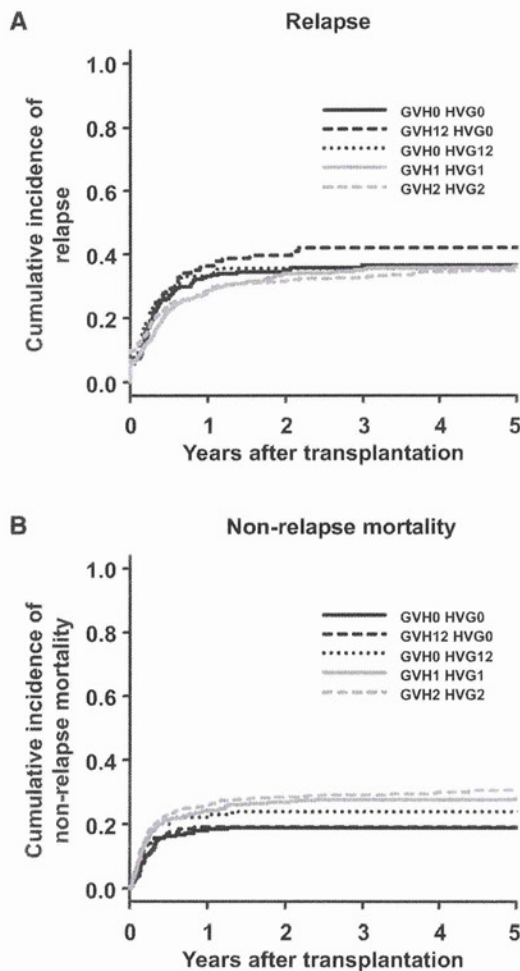 A
Relapse
Cumulative incidence of
relapse
1.0
0.8
0.6
0.4
0.2
0.0
GVH0 HVG0
GVH12 HVG0
GVH0 HVG12
GVH1 HVG1
GVH2 HVG2
0 1 2 3 4 5
Years after transplantation
B
Non-relapse mortality
Cumulative incidence of
non-relapse mortality
1.0
0.8
0.6
0.4
0.2
0.0
GVH0 HVG0
GVH12 HVG0
GVH0 HVG12
GVH1 HVG1
GVH2 HVG2
0 1 2 3 4 5
Years after transplantation